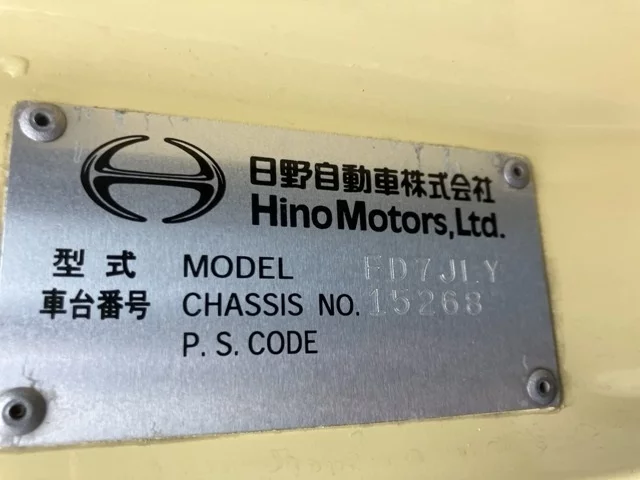 日野自動車株式会社
Hino Motors, Ltd.
型式 MODEL FD7JLY
車台番号 CHASSIS NO. 15268
P. S. CODE